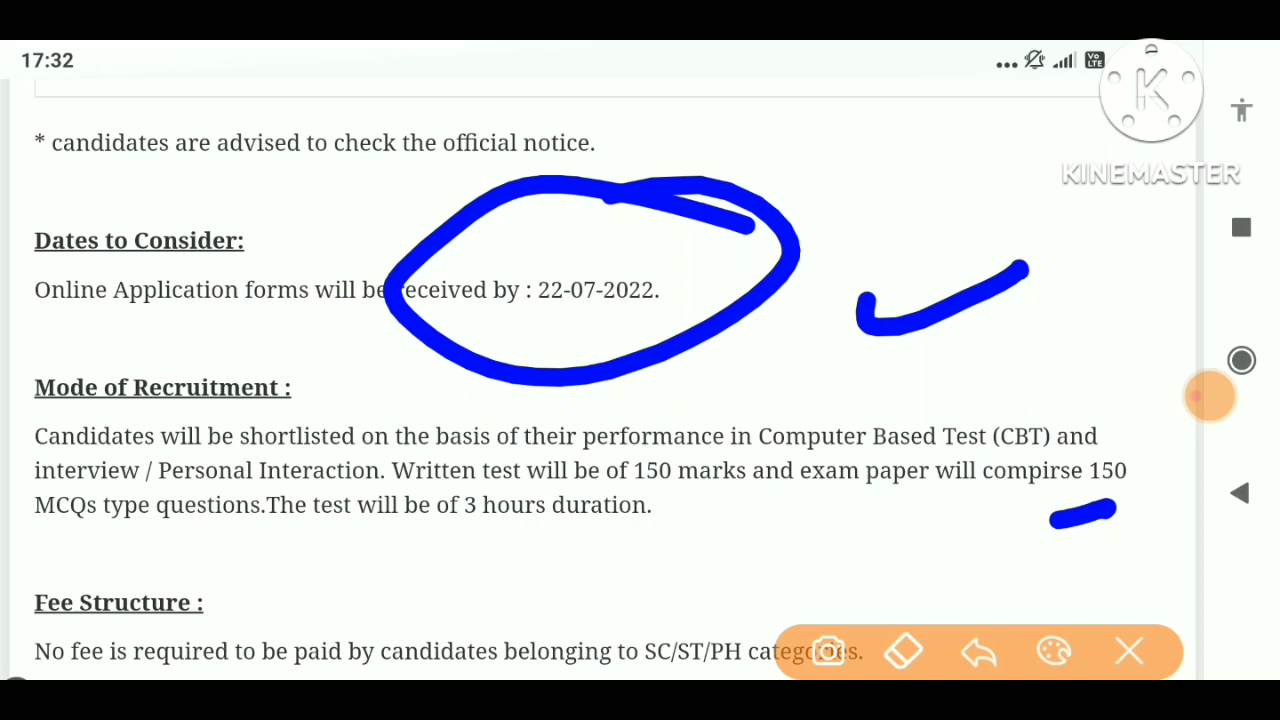 17:32
Vo LTE
K
KINEMASTER
* candidates are advised to check the official notice.
Dates to Consider:
Online Application forms will be received by : 22-07-2022.
Mode of Recruitment :
Candidates will be shortlisted on the basis of their performance in Computer Based Test (CBT) and
interview / Personal Interaction. Written test will be of 150 marks and exam paper will compirse 150
MCQs type questions.The test will be of 3 hours duration.
Fee Structure :
No fee is required to be paid by candidates belonging to SC/ST/PH categories.